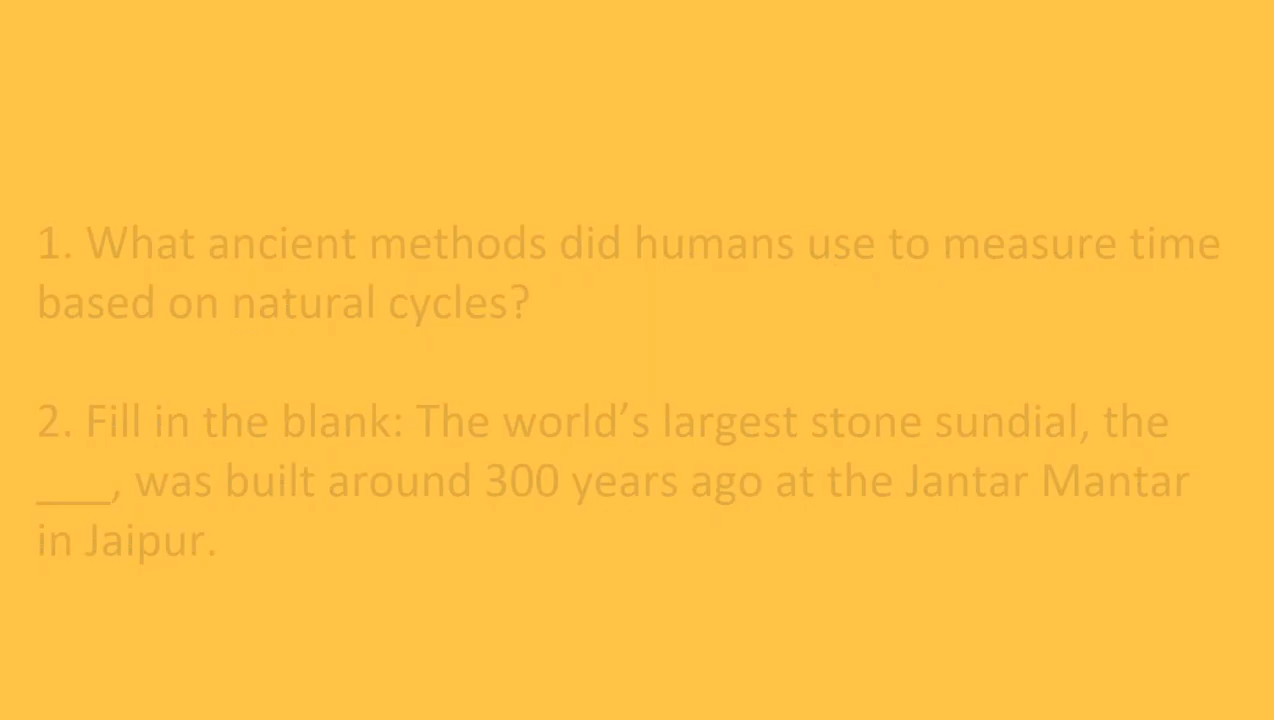 1. What ancient methods did humans use to measure time
based on natural cycles?
2. Fill in the blank: The world’s largest stone sundial, the
___, was built around 300 years ago at the Jantar Mantar
in Jaipur.